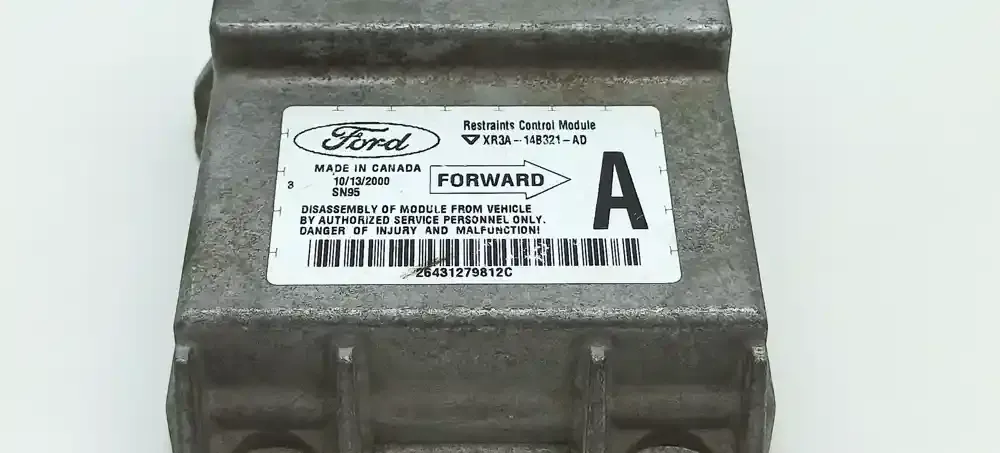 Ford
Restraints Control Module
XR3A-14B321-AD
MADE IN CANADA
10/13/2000
SN95
3
FORWARD
A
DISASSEMBLY OF MODULE FROM VEHICLE
BY AUTHORIZED SERVICE PERSONNEL ONLY.
DANGER OF INJURY AND MALFUNCTION!
26431279812C